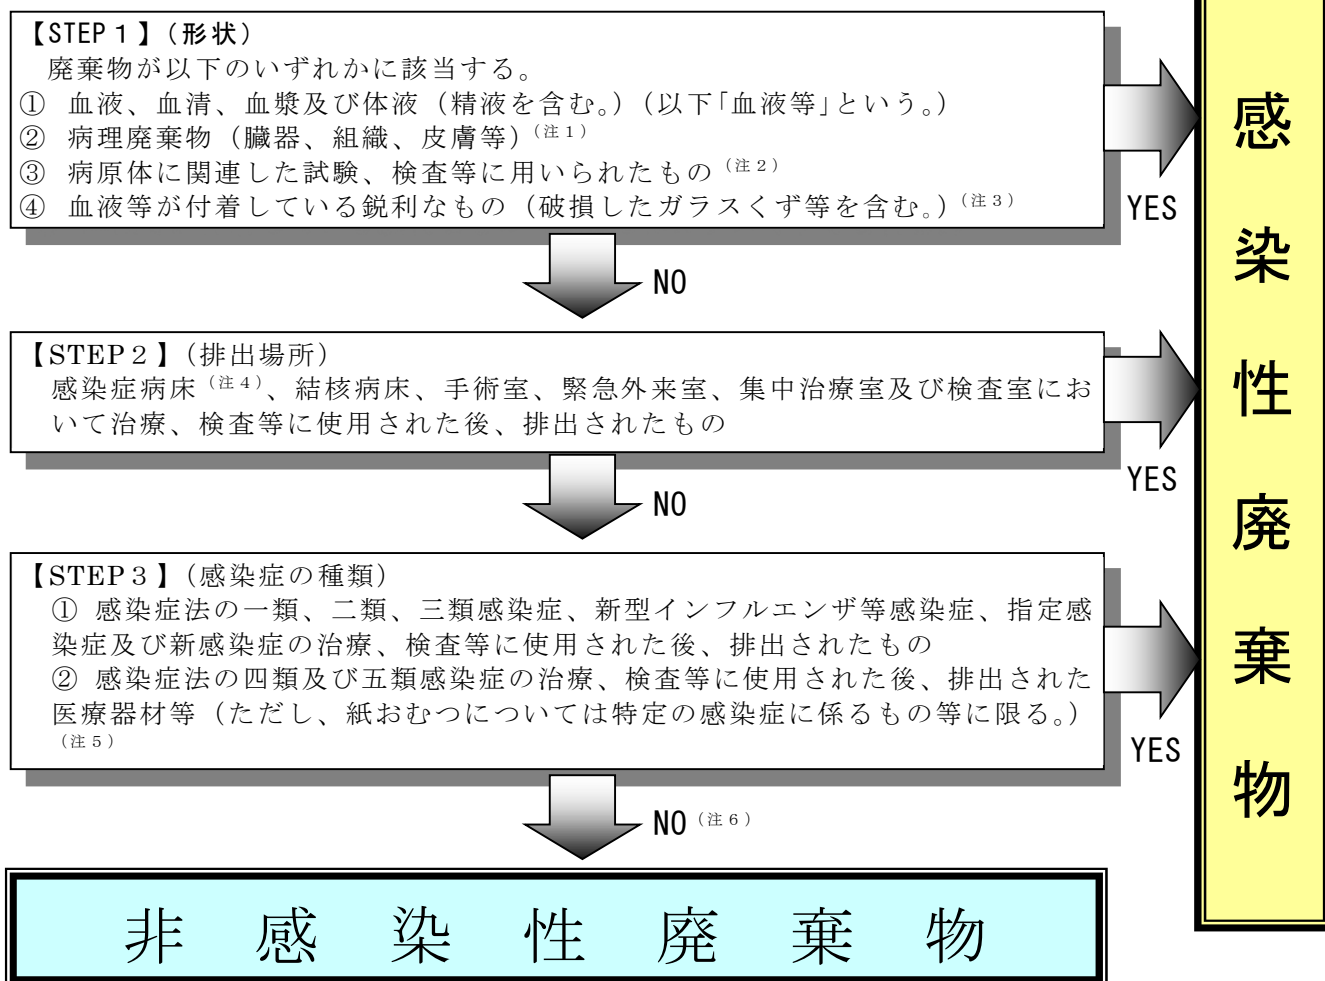 【STEP１】（形状）
廃棄物が以下のいずれかに該当する。
① 血液、血清、血漿及び体液（精液を含む。）（以下「血液等」という。）
② 病理廃棄物（臓器、組織、皮膚等）（注１）
③ 病原体に関連した試験、検査等に用いられたもの（注２）
④ 血液等が付着している鋭利なもの（破損したガラスくず等を含む。）（注３）
YES
NO
【STEP２】（排出場所）
感染症病床（注４）、結核病床、手術室、緊急外来室、集中治療室及び検査室にお
いて治療、検査等に使用された後、排出されたもの
YES
NO
【STEP３】（感染症の種類）
① 感染症法の一類、二類、三類感染症、新型インフルエンザ等感染症、指定感
染症及び新感染症の治療、検査等に使用された後、排出されたもの
② 感染症法の四類及び五類感染症の治療、検査等に使用された後、排出された
医療器材等（ただし、紙おむつについては特定の感染症に係るもの等に限る。）
（注５）
YES
NO（注６）
非感染性廃棄物
感染性廃棄物